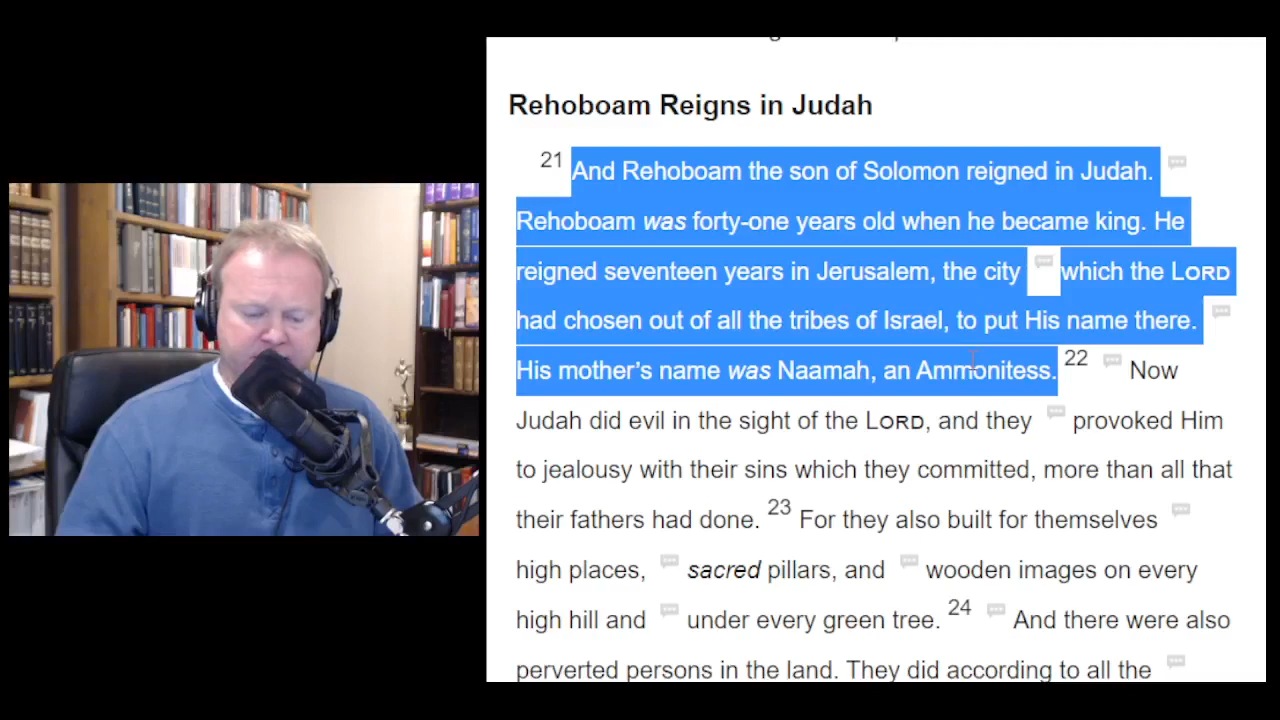 Rehoboam Reigns in Judah
21 And Rehoboam the son of Solomon reigned in Judah.
Rehoboam was forty-one years old when he became king. He
reigned seventeen years in Jerusalem, the city which the LORD
had chosen out of all the tribes of Israel, to put His name there.
His mother’s name was Naamah, an Ammonitess. 22 Now
Judah did evil in the sight of the LORD, and they provoked Him
to jealousy with their sins which they committed, more than all that
their fathers had done. 23 For they also built for themselves
high places, sacred pillars, and wooden images on every
high hill and under every green tree. 24 And there were also
perverted persons in the land. They did according to all the